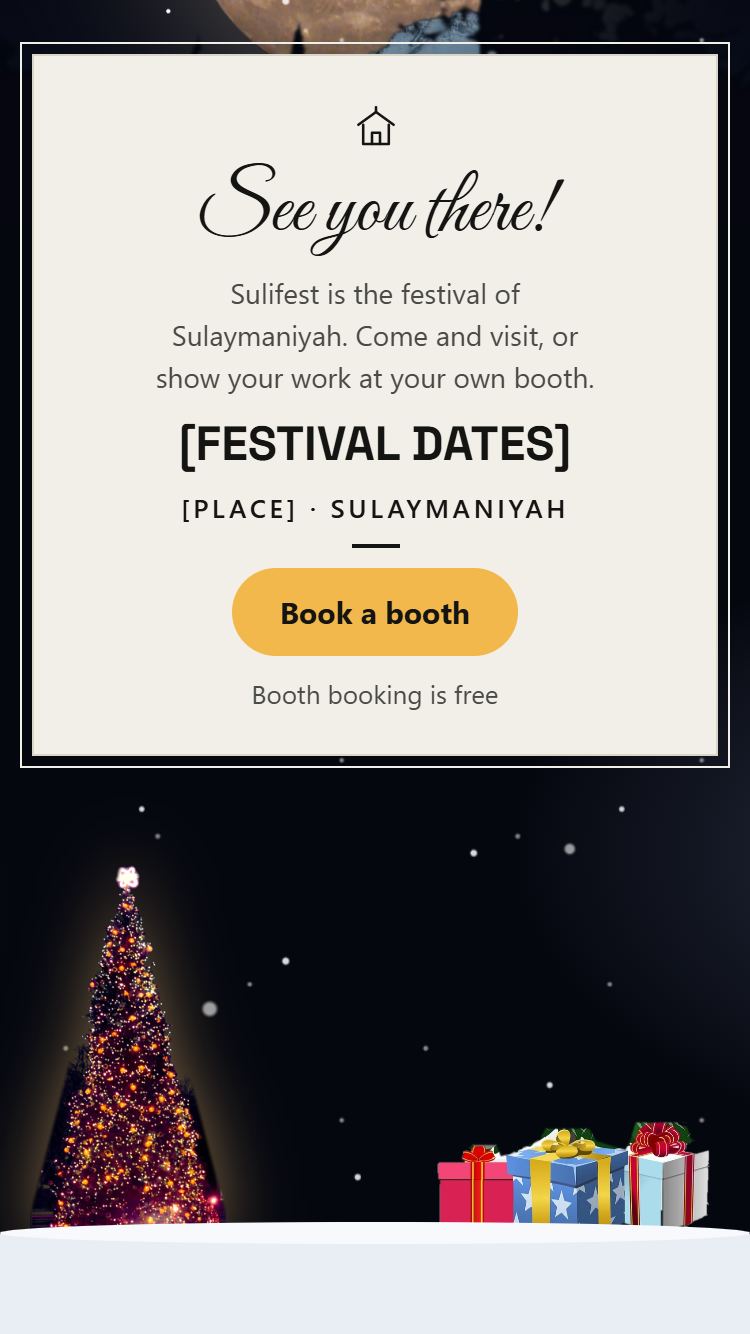 See you there!
Sulifest is the festival of
Sulaymaniyah. Come and visit, or
show your work at your own booth.
[FESTIVAL DATES]
[PLACE] · SULAYMANIYAH
Book a booth
Booth booking is free